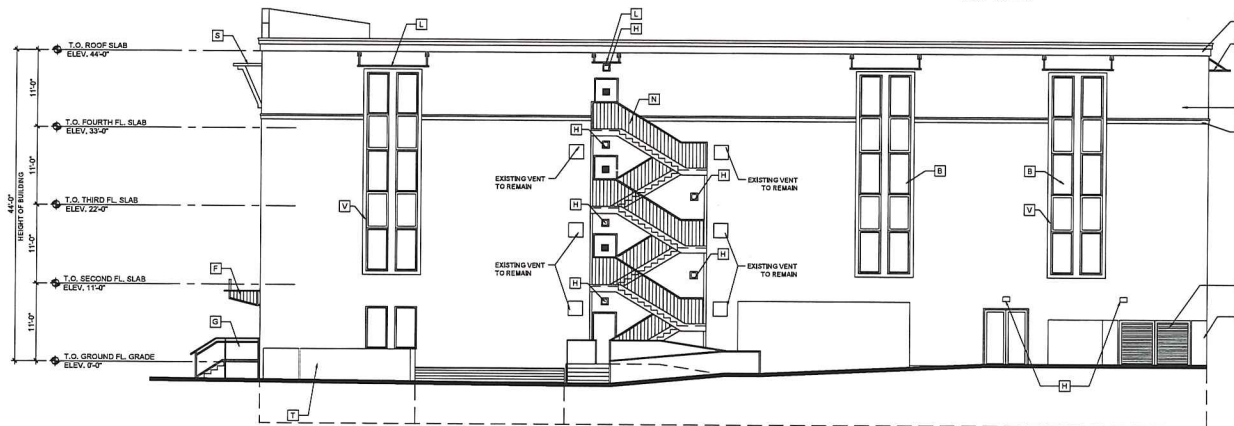 L
L
H
S
T.O. ROOF SLAB
ELEV. 44'-0"
11'-0"
N
T.O. FOURTH FL. SLAB
ELEV. 33'-0"
H
EXISTING VENT
TO REMAIN
EXISTING VENT
TO REMAIN
B
B
11'-0"
44'-0"
HEIGHT OF BUILDING
H
V
T.O. THIRD FL. SLAB
ELEV. 22'-0"
V
H
11'-0"
H
EXISTING VENT
TO REMAIN
EXISTING VENT
TO REMAIN
F
T.O. SECOND FL. SLAB
ELEV. 11'-0"
H
11'-0"
G
T.O. GROUND FL. GRADE
ELEV. 0'-0"
H
T